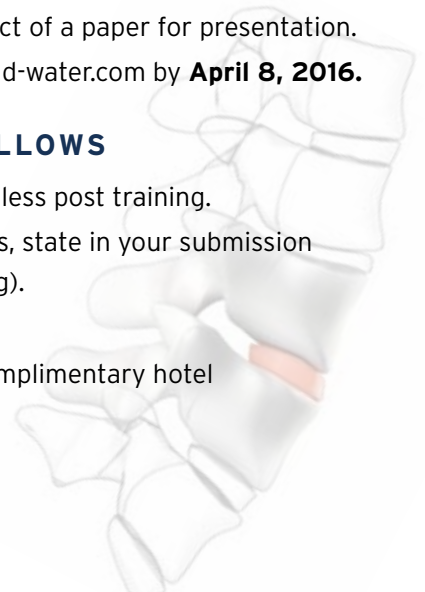 ct of a paper for presentation.
d-water.com by April 8, 2016.
LLOWS
less post training.
s, state in your submission
g).
mplimentary hotel